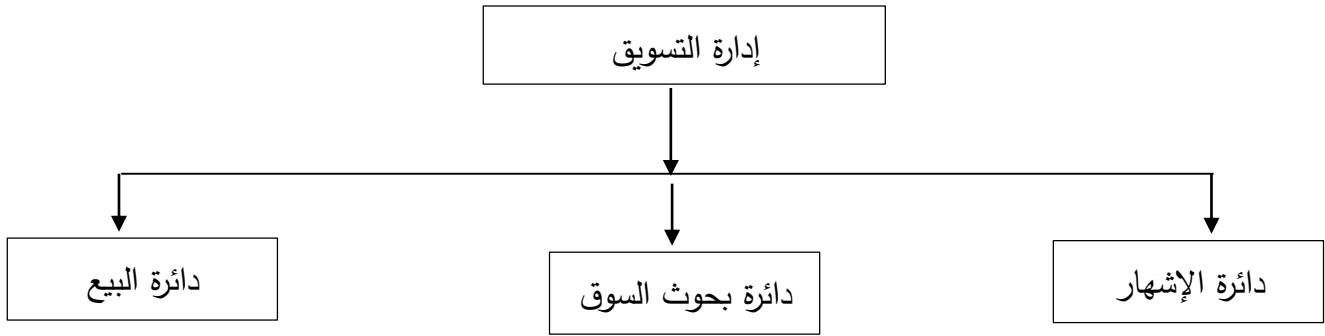 إدارة التسويق
دائرة الإشهار
دائرة بحوث السوق
دائرة البيع